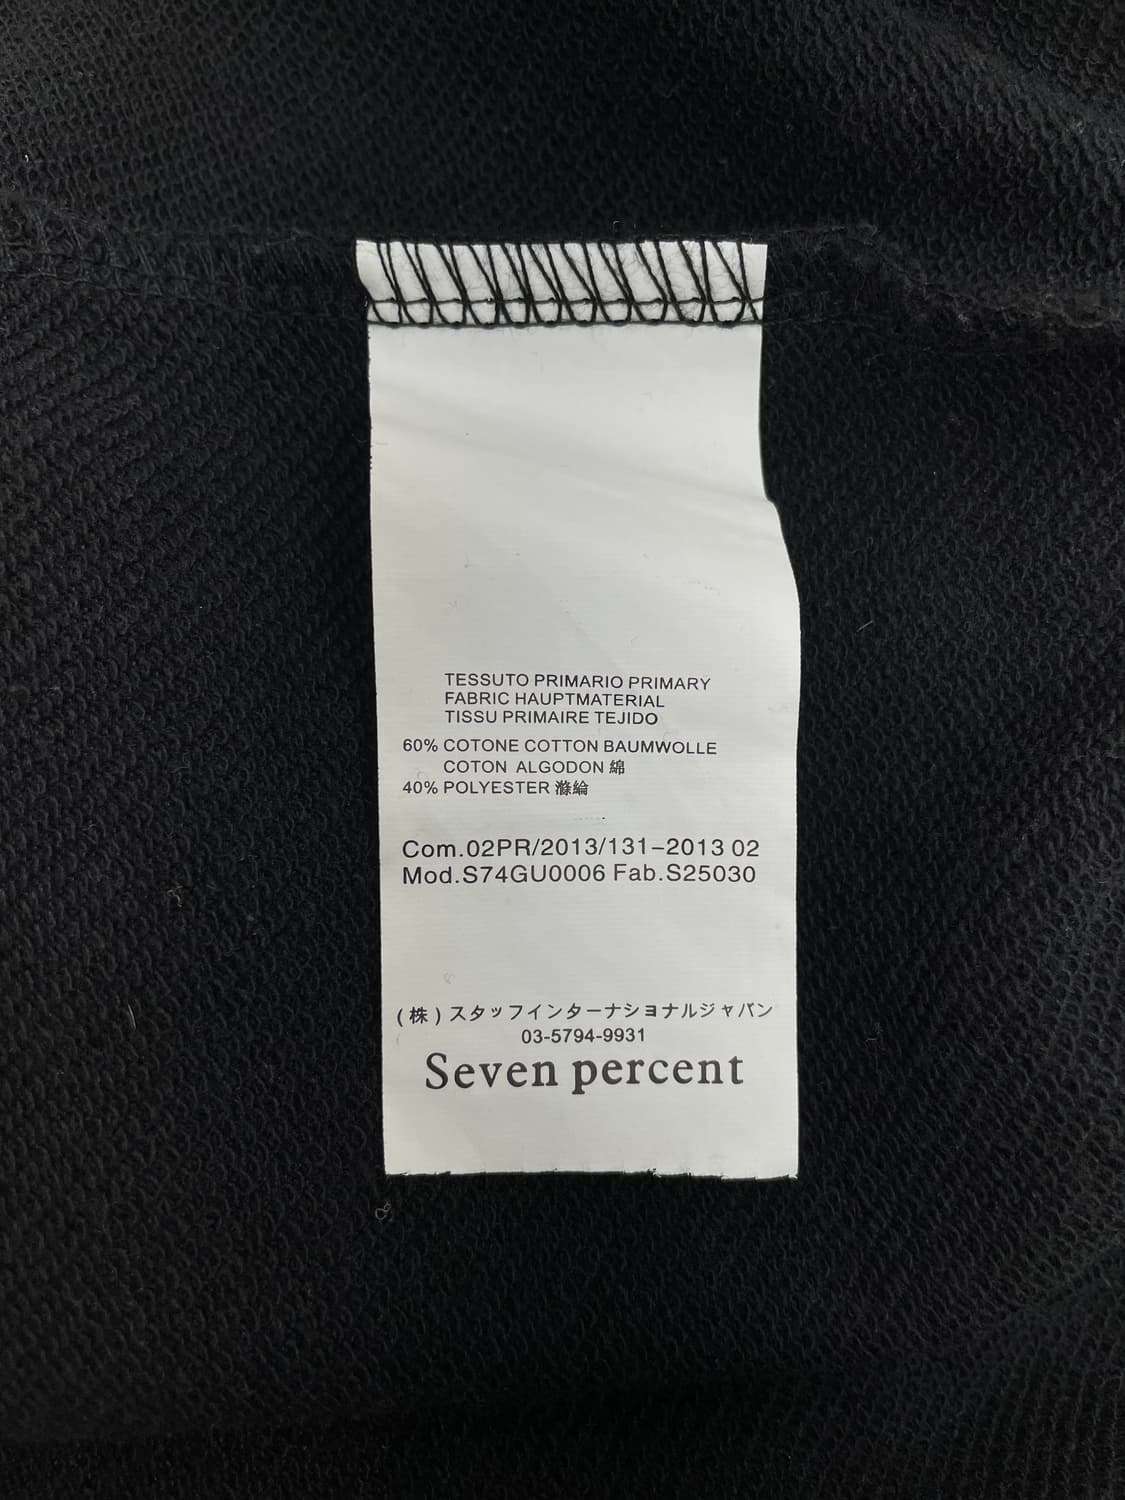 TESSUTO PRIMARIO PRIMARY
FABRIC HAUPTMATERIAL
TISSU PRIMAIRE TEJIDO
60% COTONE COTTON BAUMWOLLE
COTON ALGODON 綿
40% POLYESTER 滌綸
Com.02PR/2013/131-2013 02
Mod.S74GU0006 Fab.S25030
(株)スタッフインターナショナルジャパン
03-5794-9931
Seven percent